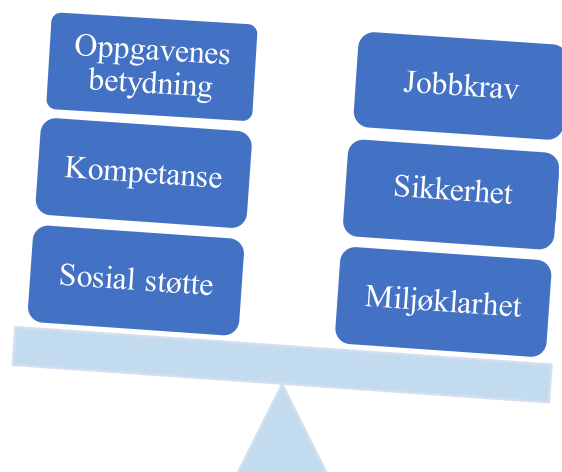 Oppgavenes
betydning
Kompetanse
Sosial støtte
Jobbkrav
Sikkerhet
Miljøklarhet